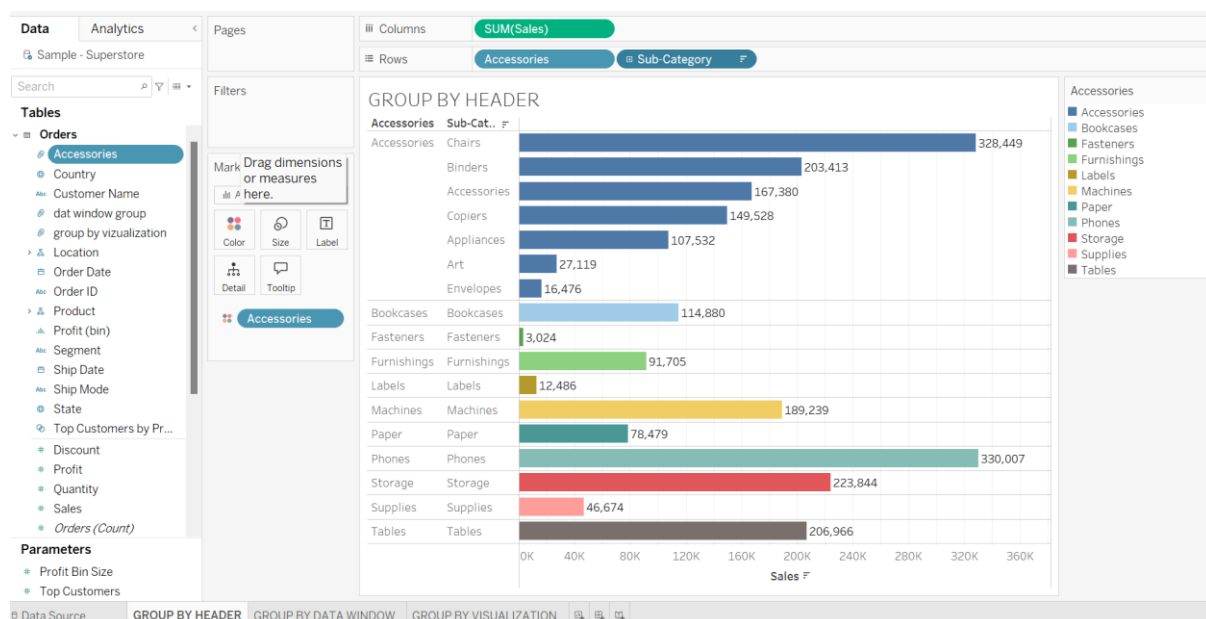 Data Analytics
Sample - Superstore
Search
Tables
Orders
Accessories
Country
Abc Customer Name
dat window group
group by vizualization
Location
Order Date
Abc Order ID
Product
Profit (bin)
Abc Segment
Ship Date
Abc Ship Mode
State
Top Customers by Pr...
# Discount
# Profit
# Quantity
# Sales
# Orders (Count)
Parameters
# Profit Bin Size
# Top Customers
Pages
Filters
Mark
Drag dimensions
or measures
here.
Color Size Label
Detail Tooltip
Accessories
Columns SUM(Sales)
Rows Accessories Sub-Category
GROUP BY HEADER
Accessories Sub-Cat..
Accessories Chairs 328,449
Binders 203,413
Accessories 167,380
Copiers 149,528
Appliances 107,532
Art 27,119
Envelopes 16,476
Bookcases Bookcases 114,880
Fasteners Fasteners 3,024
Furnishings Furnishings 91,705
Labels Labels 12,486
Machines Machines 189,239
Paper Paper 78,479
Phones Phones 330,007
Storage Storage 223,844
Supplies Supplies 46,674
Tables Tables 206,966
0K 40K 80K 120K 160K 200K 240K 280K 320K 360K
Sales
Accessories
Accessories
Bookcases
Fasteners
Furnishings
Labels
Machines
Paper
Phones
Storage
Supplies
Tables
Data Source GROUP BY HEADER GROUP BY DATA WINDOW GROUP BY VISUALIZATION